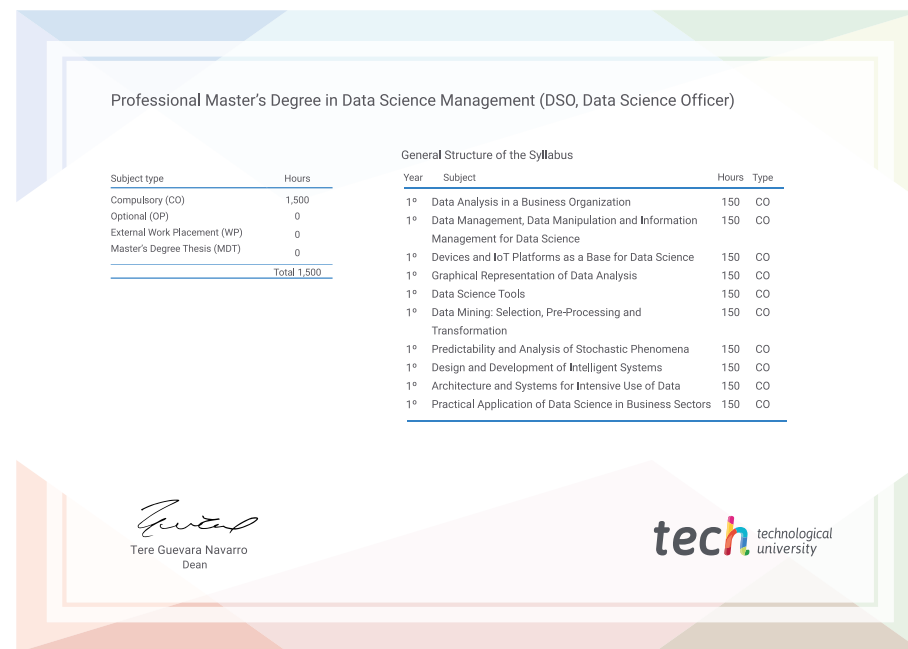 Professional Master's Degree in Data Science Management (DSO, Data Science Officer)
Subject type Hours
Compulsory (CO) 1,500
Optional (OP) 0
External Work Placement (WP) 0
Master's Degree Thesis (MDT) 0
Total 1,500
General Structure of the Syllabus
Year Subject Hours Type
1º Data Analysis in a Business Organization 150 CO
1º Data Management, Data Manipulation and Information 150 CO
Management for Data Science
1º Devices and IoT Platforms as a Base for Data Science 150 CO
1º Graphical Representation of Data Analysis 150 CO
1º Data Science Tools 150 CO
1º Data Mining: Selection, Pre-Processing and 150 CO
Transformation
1º Predictability and Analysis of Stochastic Phenomena 150 CO
1º Design and Development of Intelligent Systems 150 CO
1º Architecture and Systems for Intensive Use of Data 150 CO
1º Practical Application of Data Science in Business Sectors 150 CO
Tere Guevara Navarro
Dean
tech technological
university